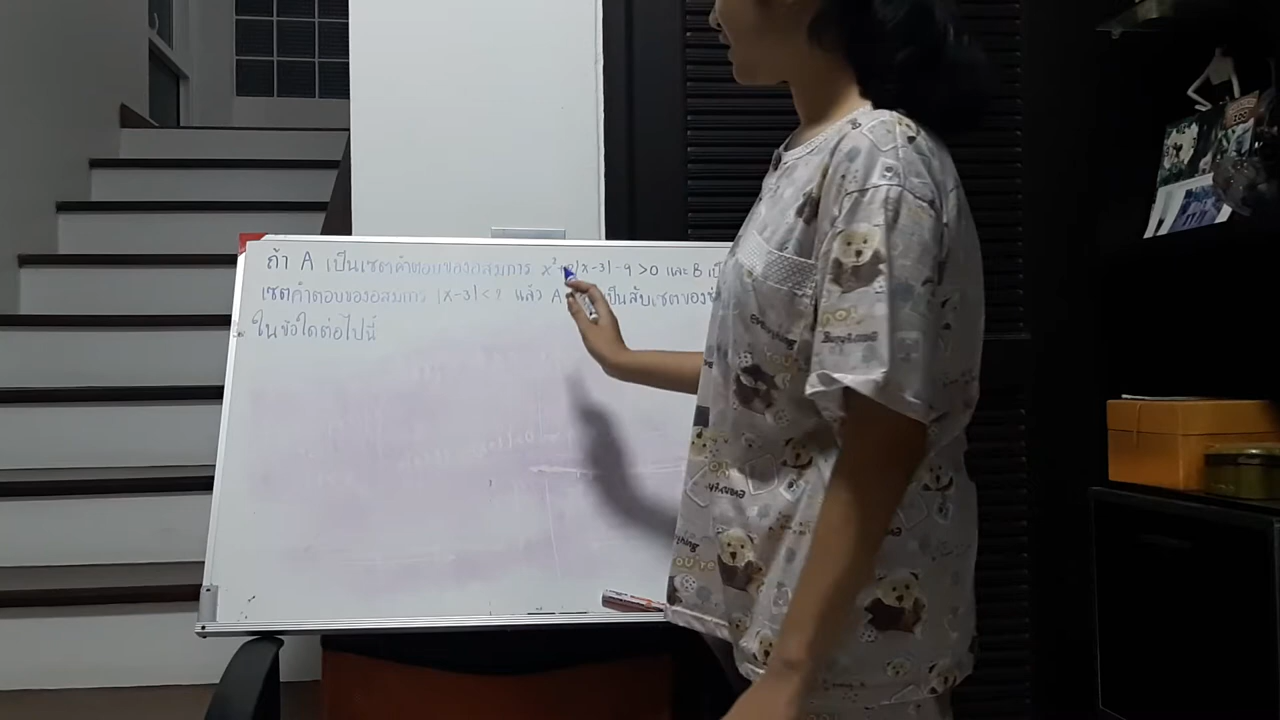 ถ้า A เป็นเซตคำตอบของอสมการ x²+2|x-3|-9 >0 และ B
เซตคำตอบของอสมการ |x-3|<7 แล้ว A เป็นสับเซตของ
ในข้อใดต่อไปนี้